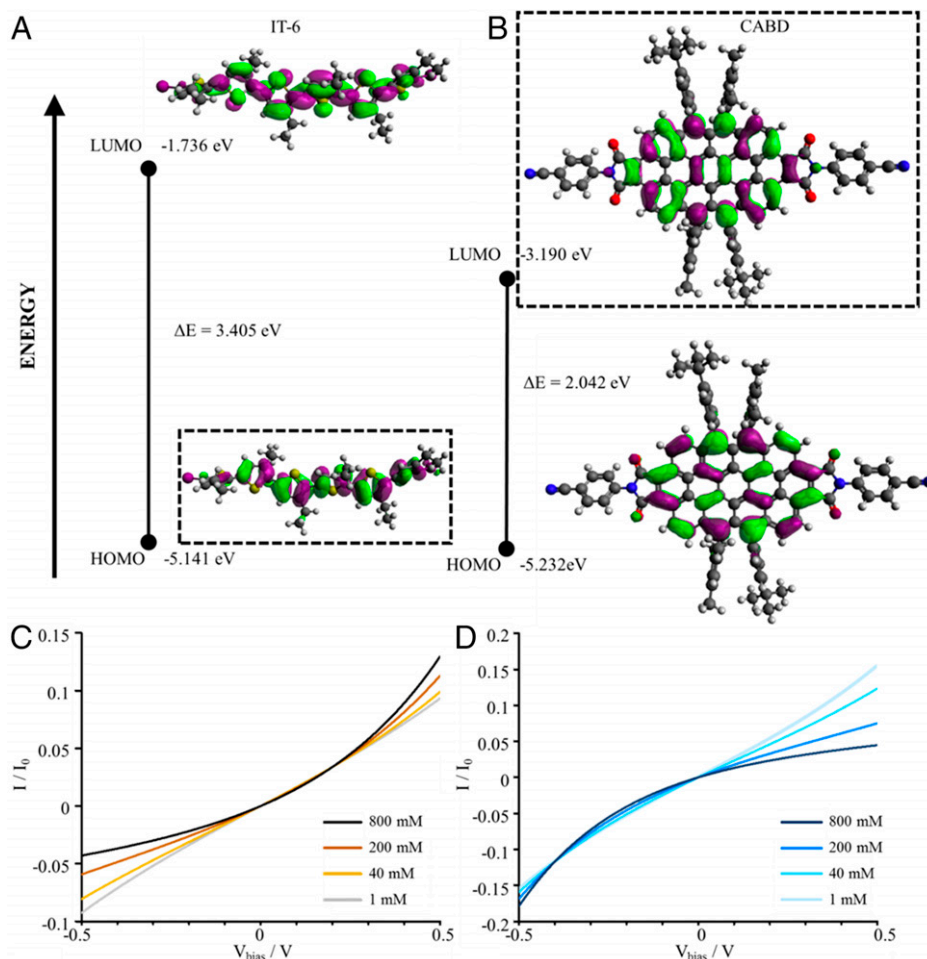 A
IT-6
B
CABD
LUMO
-1.736 eV
LUMO
-3.190 eV
ENERGY
ΔE = 3.405 eV
ΔE = 2.042 eV
HOMO
-5.141 eV
HOMO
-5.232eV
C
I / I₀
0.15
0.1
0.05
0
-0.05
-0.1
-0.5
0
0.5
V_bias / V
800 mM
200 mM
40 mM
1 mM
D
I / I₀
0.2
0.15
0.1
0.05
0
-0.05
-0.1
-0.15
-0.2
-0.5
0
0.5
V_bias / V
800 mM
200 mM
40 mM
1 mM